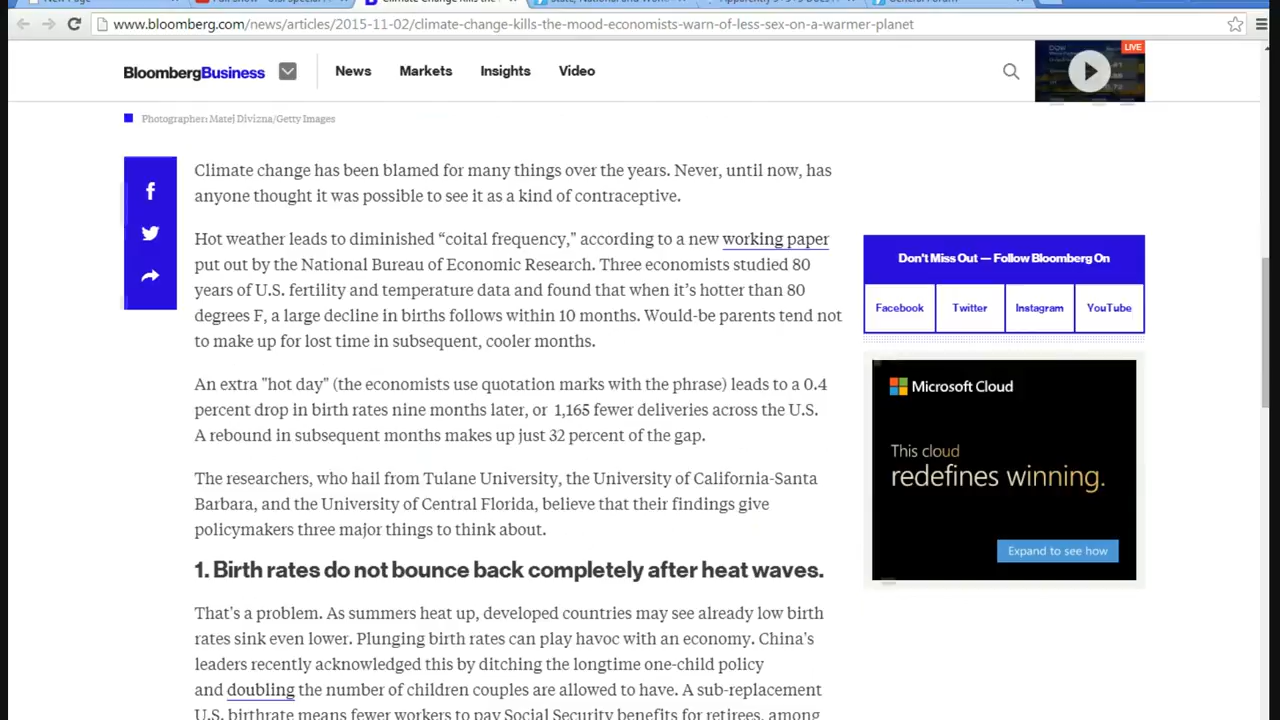 www.bloomberg.com/news/articles/2015-11-02/climate-change-kills-the-mood-economists-warn-of-less-sex-on-a-warmer-planet
BloombergBusiness
News Markets Insights Video
LIVE
Photographer: Matej Divizna/Getty Images
Climate change has been blamed for many things over the years. Never, until now, has
anyone thought it was possible to see it as a kind of contraceptive.
Hot weather leads to diminished “coital frequency,” according to a new working paper
put out by the National Bureau of Economic Research. Three economists studied 80
years of U.S. fertility and temperature data and found that when it’s hotter than 80
degrees F, a large decline in births follows within 10 months. Would-be parents tend not
to make up for lost time in subsequent, cooler months.
An extra "hot day" (the economists use quotation marks with the phrase) leads to a 0.4
percent drop in birth rates nine months later, or 1,165 fewer deliveries across the U.S.
A rebound in subsequent months makes up just 32 percent of the gap.
The researchers, who hail from Tulane University, the University of California-Santa
Barbara, and the University of Central Florida, believe that their findings give
policymakers three major things to think about.
1. Birth rates do not bounce back completely after heat waves.
That's a problem. As summers heat up, developed countries may see already low birth
rates sink even lower. Plunging birth rates can play havoc with an economy. China's
leaders recently acknowledged this by ditching the longtime one-child policy
and doubling the number of children couples are allowed to have. A sub-replacement
U.S. birthrate means fewer workers to pay Social Security benefits for retirees, among
Don't Miss Out — Follow Bloomberg On
Facebook Twitter Instagram YouTube
Microsoft Cloud
This cloud
redefines winning.
Expand to see how